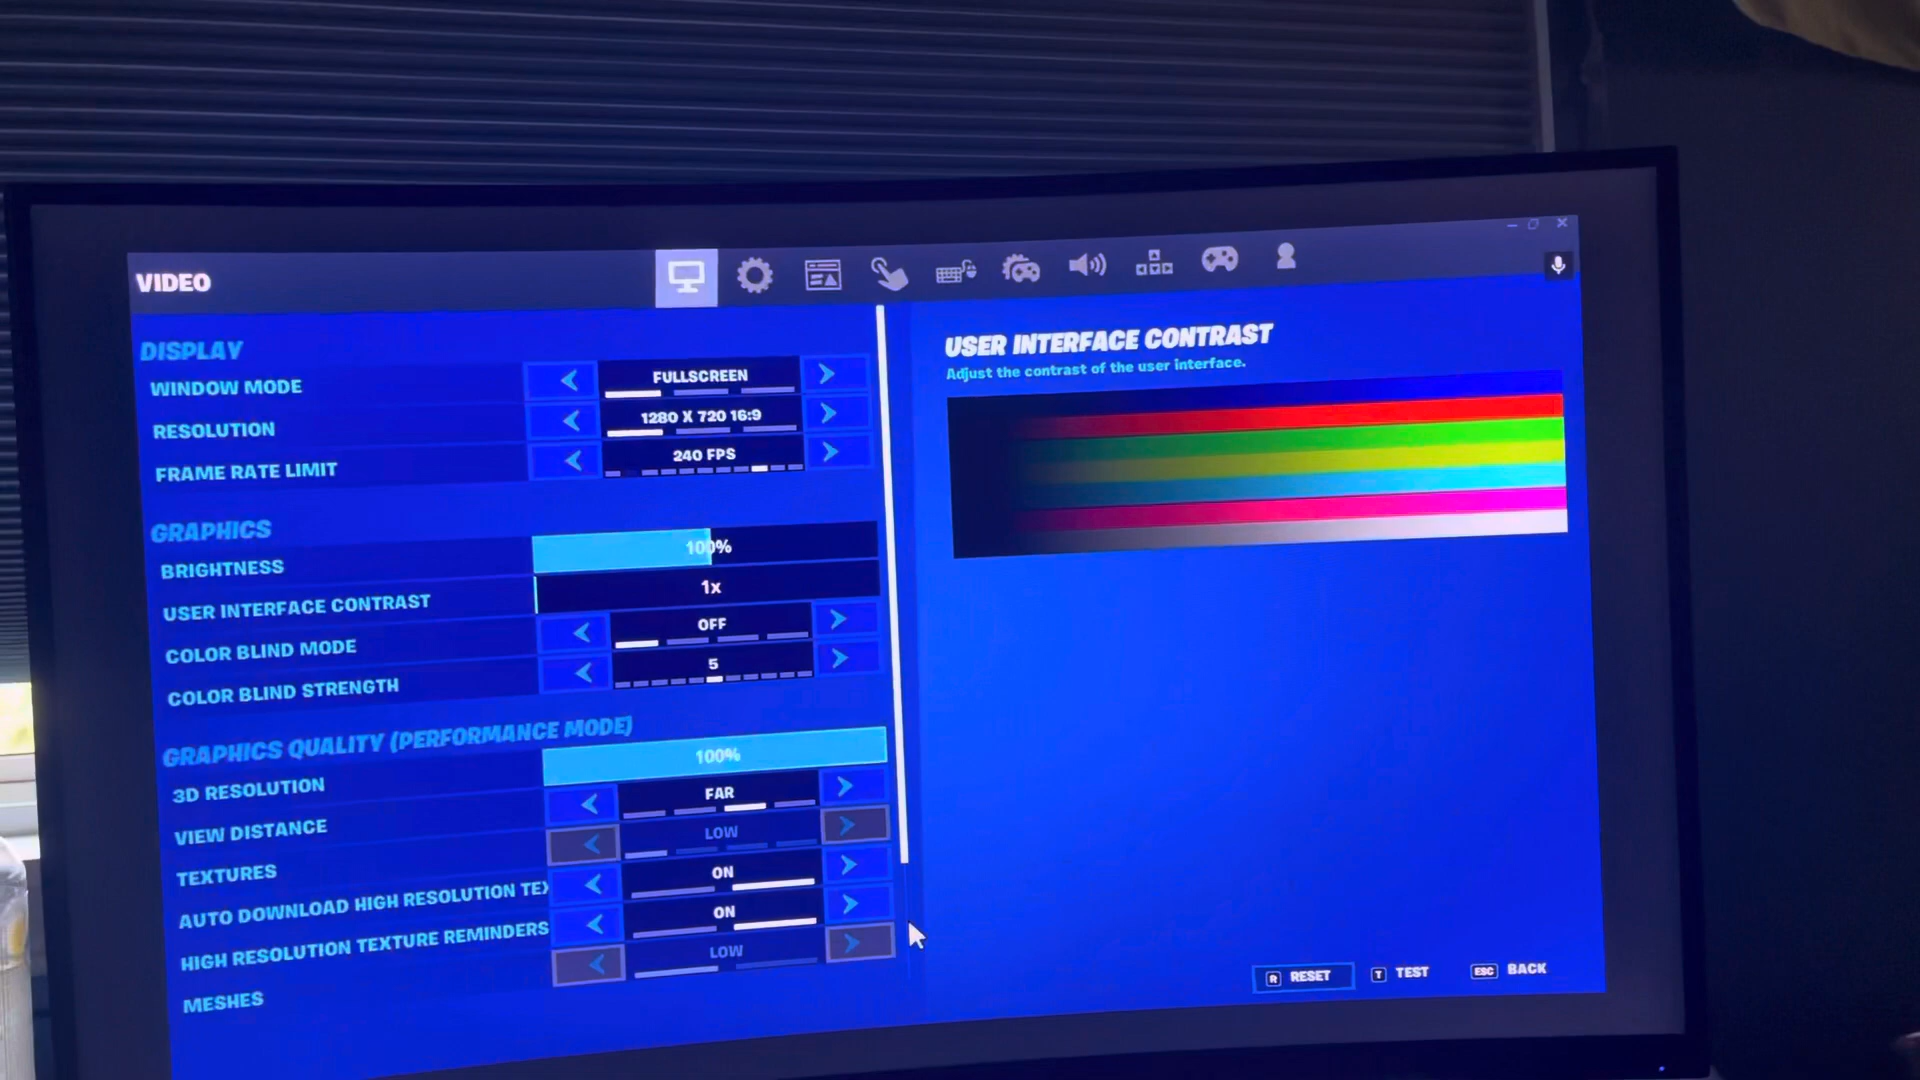 VIDEO
DISPLAY
WINDOW MODE
FULLSCREEN
RESOLUTION
1280 X 720 16:9
FRAME RATE LIMIT
240 FPS
GRAPHICS
BRIGHTNESS
100%
USER INTERFACE CONTRAST
1x
COLOR BLIND MODE
OFF
COLOR BLIND STRENGTH
5
GRAPHICS QUALITY (PERFORMANCE MODE)
3D RESOLUTION
100%
VIEW DISTANCE
FAR
TEXTURES
LOW
AUTO DOWNLOAD HIGH RESOLUTION TEX
ON
HIGH RESOLUTION TEXTURE REMINDERS
ON
MESHES
LOW
USER INTERFACE CONTRAST
Adjust the contrast of the user interface.
R RESET
T TEST
ESC BACK